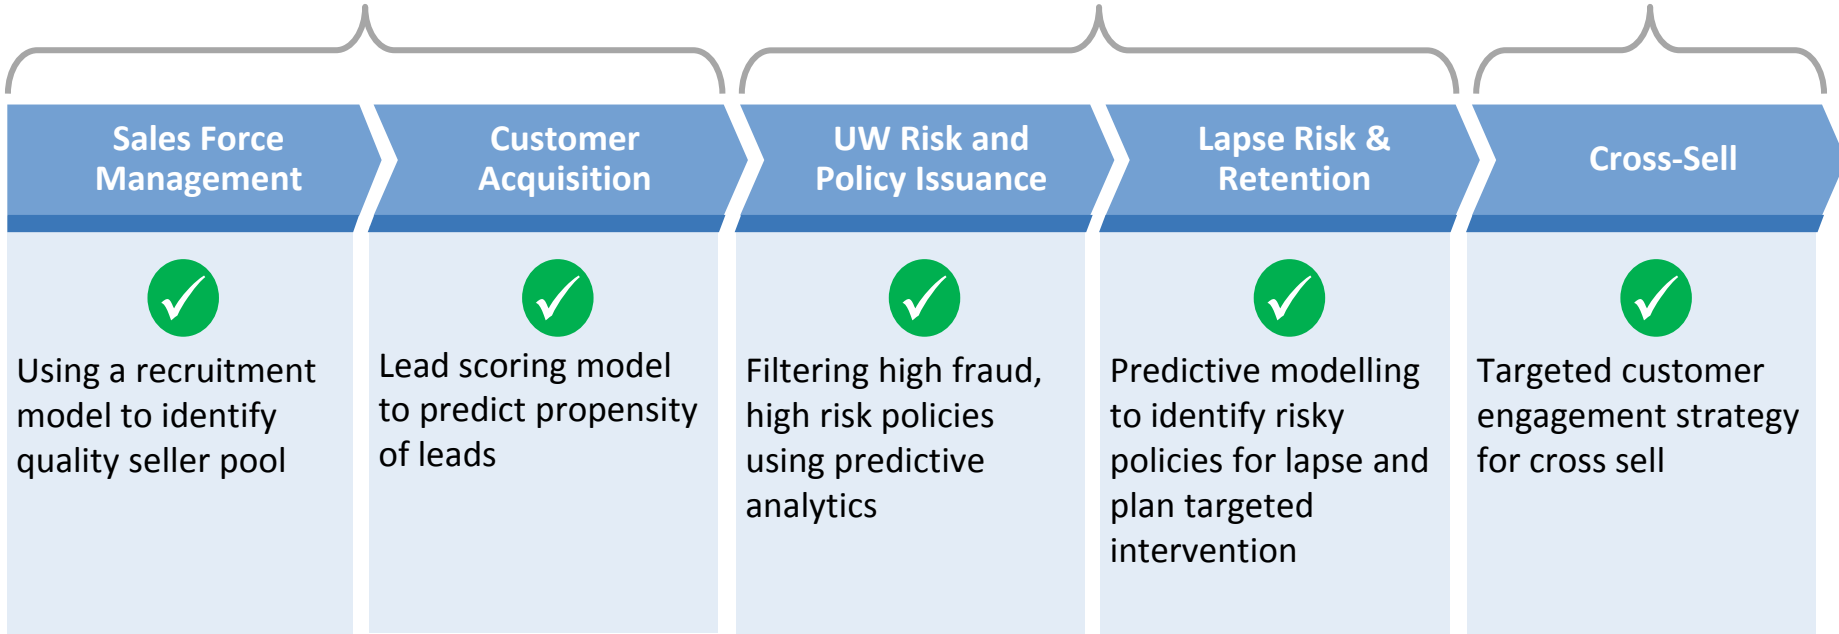 Sales Force
Management
Customer
Acquisition
UW Risk and
Policy Issuance
Lapse Risk &
Retention
Cross-Sell
Using a recruitment
model to identify
quality seller pool
Lead scoring model
to predict propensity
of leads
Filtering high fraud,
high risk policies
using predictive
analytics
Predictive modelling
to identify risky
policies for lapse and
plan targeted
intervention
Targeted customer
engagement strategy
for cross sell